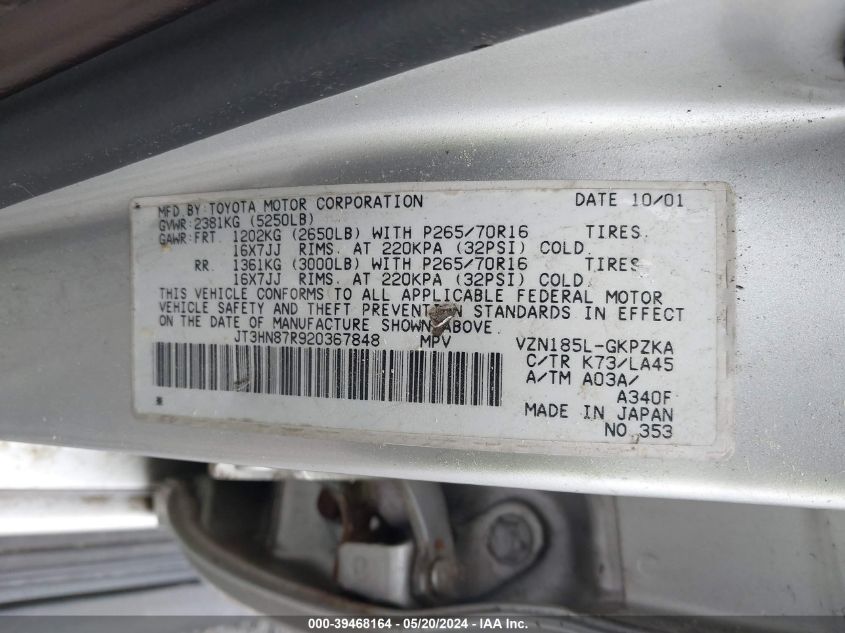 MFD BY: TOYOTA MOTOR CORPORATION DATE 10/01
GVWR: 2381KG (5250LB)
GAWR: FRT. 1202KG (2650LB) WITH P265/70R16 TIRES.
16X7JJ RIMS. AT 220KPA (32PSI) COLD.
RR 1361KG (3000LB) WITH P265/70R16 TIRES.
16X7JJ RIMS. AT 220KPA (32PSI) COLD.
THIS VEHICLE CONFORMS TO ALL APPLICABLE FEDERAL MOTOR
VEHICLE SAFETY AND THEFT PREVENTION STANDARDS IN EFFECT
ON THE DATE OF MANUFACTURE SHOWN ABOVE.
JT3HN87R920367848 MPV VZN185L-GKPZKA
C/TR K73/LA45
A/TM A03A/
A340F
MADE IN JAPAN
NO. 353
000-39468164 - 05/20/2024 - IAA Inc.